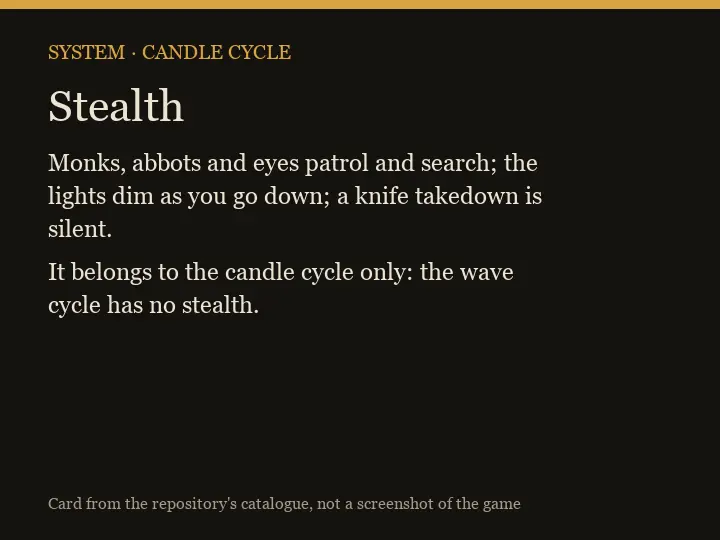 SYSTEM · CANDLE CYCLE
Stealth
Monks, abbots and eyes patrol and search; the
lights dim as you go down; a knife takedown is
silent.
It belongs to the candle cycle only: the wave
cycle has no stealth.
Card from the repository's catalogue, not a screenshot of the game